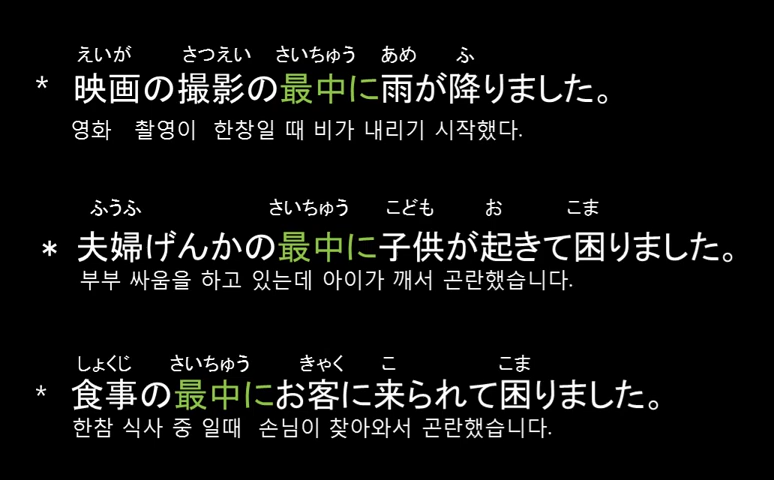 えいが さつえい さいちゅう あめ ふ
* 映画の撮影の最中に雨が降りました。
영화 촬영이 한창일 때 비가 내리기 시작했다.
ふうふ さいちゅう こども お こま
* 夫婦げんかの最中に子供が起きて困りました。
부부 싸움을 하고 있는데 아이가 깨서 곤란했습니다.
しょくじ さいちゅう きゃく こ こま
* 食事の最中にお客に来られて困りました。
한참 식사 중 일때 손님이 찾아와서 곤란했습니다.